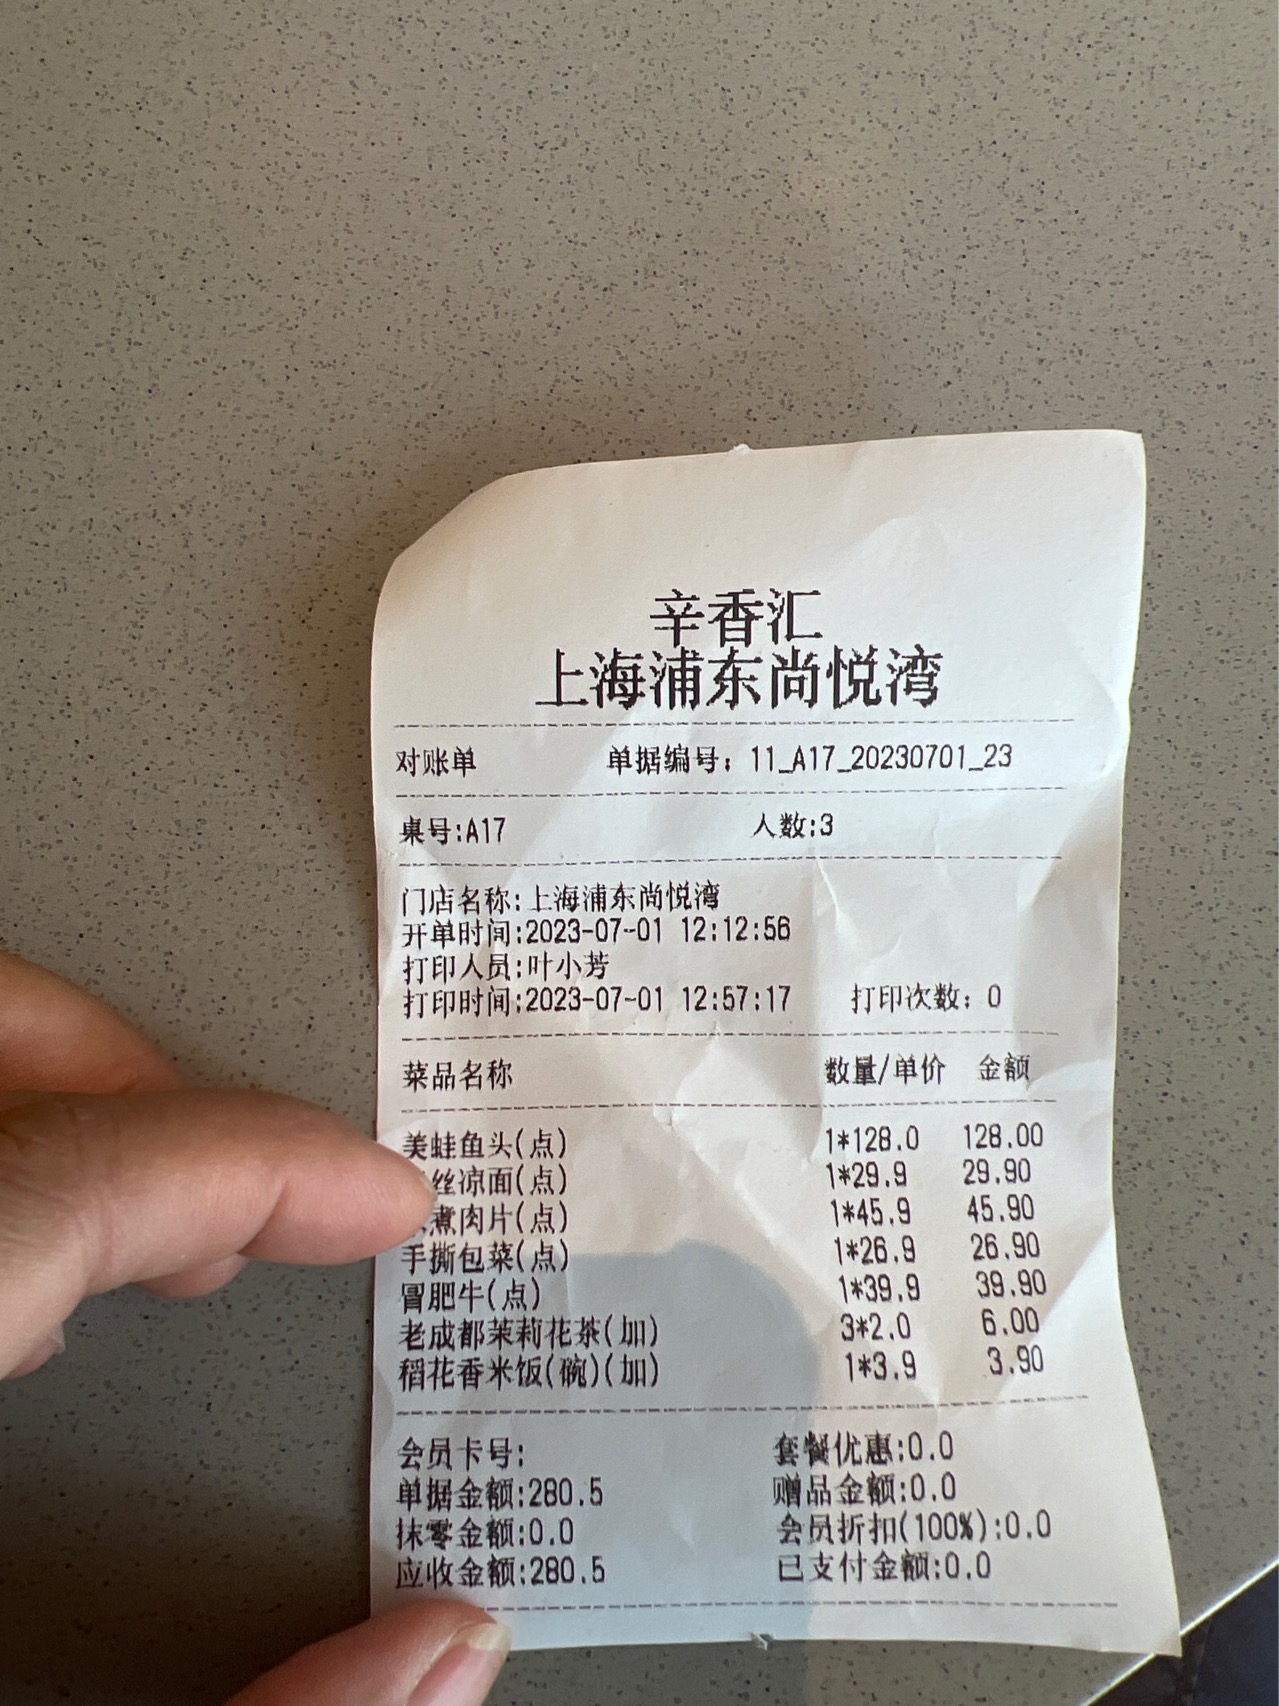 辛香汇
上海浦东尚悦湾
对账单 单据编号：11_A17_20230701_23
桌号:A17 人数:3
门店名称:上海浦东尚悦湾
开单时间:2023-07-01 12:12:56
打印人员:叶小芳
打印时间:2023-07-01 12:57:17 打印次数：0
菜品名称 数量/单价 金额
美蛙鱼头(点) 1*128.0 128.00
丝凉面(点) 1*29.9 29.90
煮肉片(点) 1*45.9 45.90
手撕包菜(点) 1*26.9 26.90
冒肥牛(点) 1*39.9 39.90
老成都茉莉花茶(加) 3*2.0 6.00
稻花香米饭(碗)(加) 1*3.9 3.90
会员卡号: 套餐优惠:0.0
单据金额:280.5 赠品金额:0.0
抹零金额:0.0 会员折扣(100%):0.0
应收金额:280.5 已支付金额:0.0